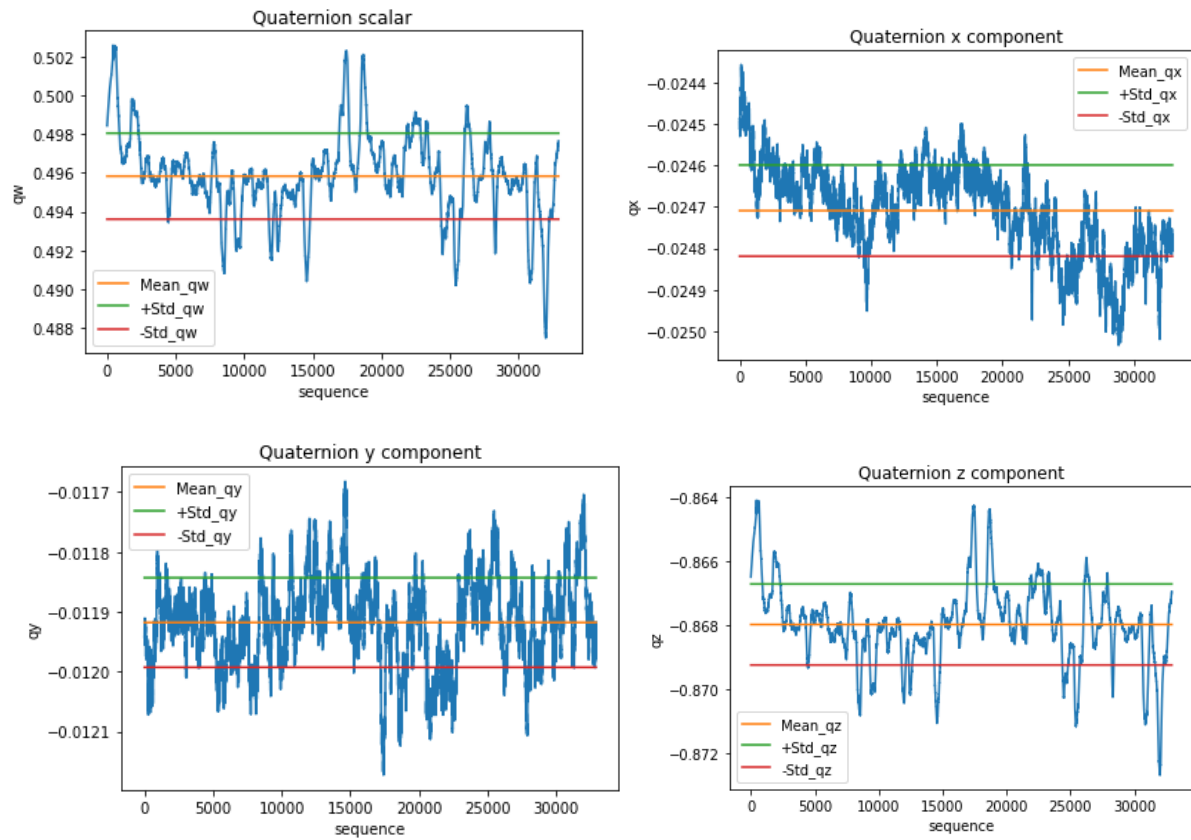 Quaternion scalar
0.502
0.500
0.498
0.496
0.494
0.492
0.490
0.488
qw
Mean_qw
+Std_qw
-Std_qw
0 5000 10000 15000 20000 25000 30000
sequence
Quaternion x component
−0.0244
−0.0245
−0.0246
−0.0247
−0.0248
−0.0249
−0.0250
qx
Mean_qx
+Std_qx
-Std_qx
0 5000 10000 15000 20000 25000 30000
sequence
Quaternion y component
−0.0117
−0.0118
−0.0119
−0.0120
−0.0121
qy
Mean_qy
+Std_qy
-Std_qy
0 5000 10000 15000 20000 25000 30000
sequence
Quaternion z component
−0.864
−0.866
−0.868
−0.870
−0.872
qz
Mean_qz
+Std_qz
-Std_qz
0 5000 10000 15000 20000 25000 30000
sequence